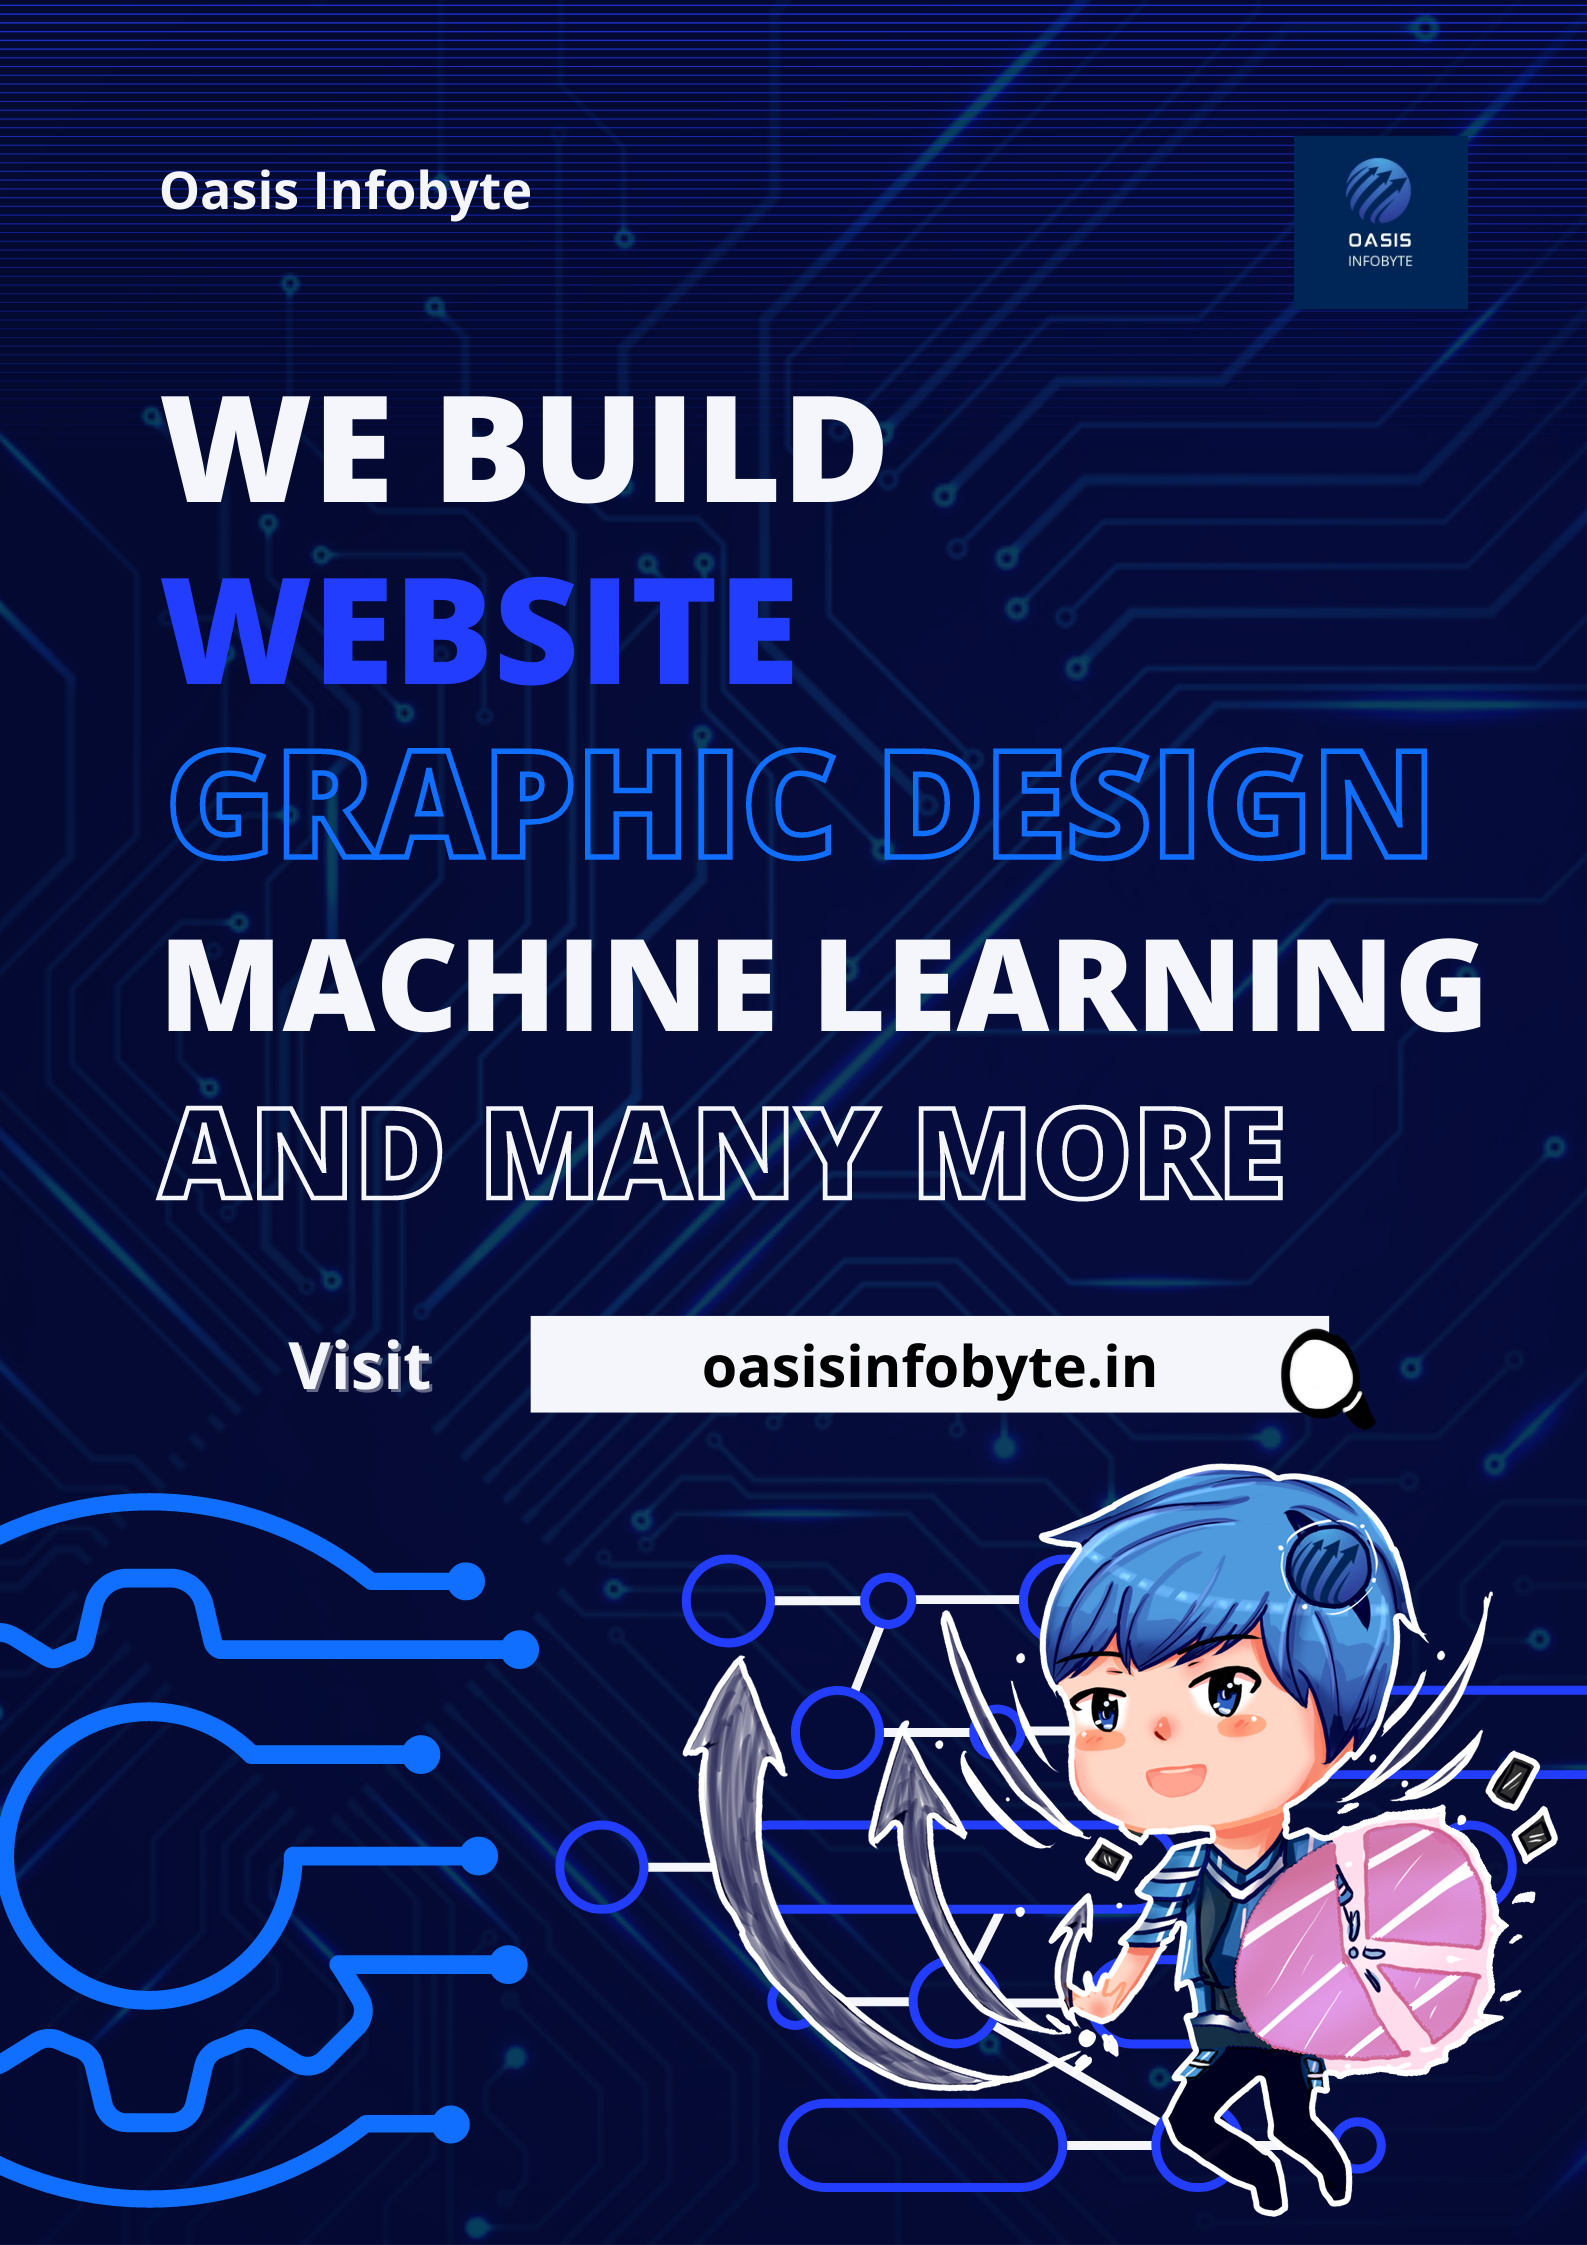 Oasis Infobyte
OASIS
INFOBYTE
WE BUILD
WEBSITE
GRAPHIC DESIGN
MACHINE LEARNING
AND MANY MORE
Visit
oasisinfobyte.in